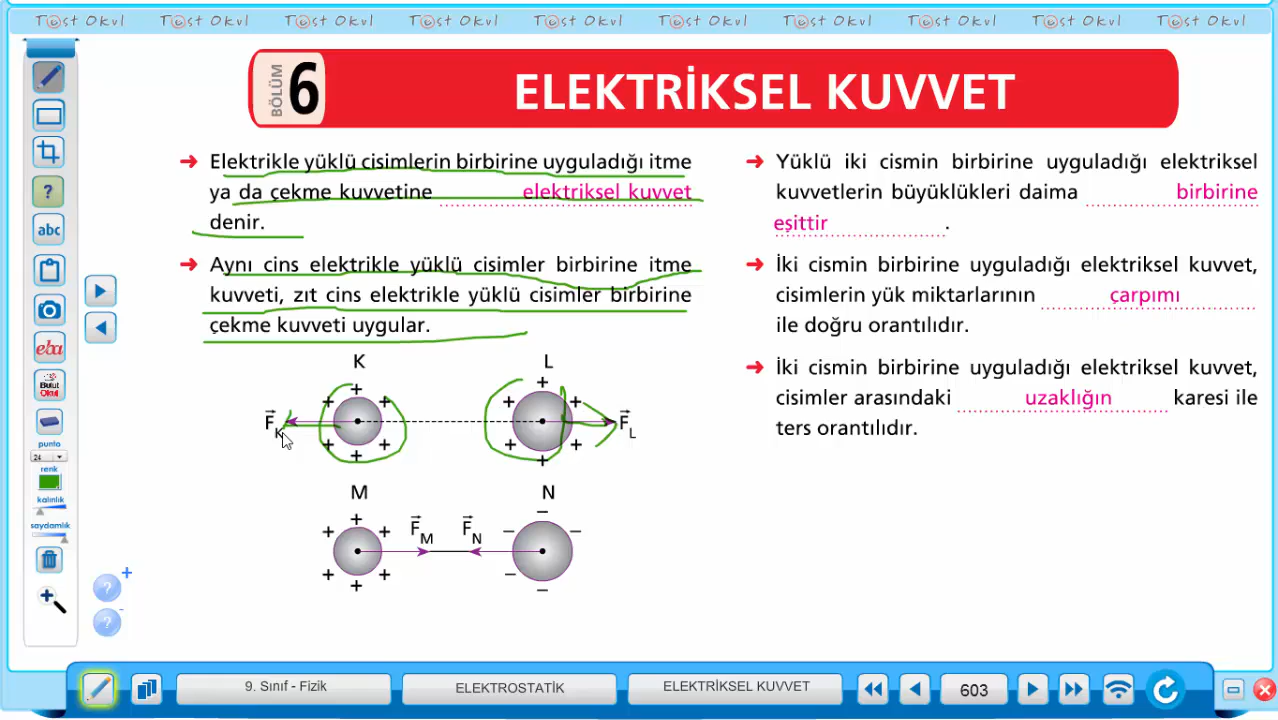 Test Okul Test Okul Test Okul Test Okul Test Okul Test Okul Test Okul Test Okul Test Okul Test Okul
BÖLÜM 6
ELEKTRİKSEL KUVVET
➜ Elektrikle yüklü cisimlerin birbirine uyguladığı itme
ya da çekme kuvvetine elektriksel kuvvet
denir.
➜ Aynı cins elektrikle yüklü cisimler birbirine itme
kuvveti, zıt cins elektrikle yüklü cisimler birbirine
çekme kuvveti uygular.
K L
F K F L
M N
F M F N
➜ Yüklü iki cismin birbirine uyguladığı elektriksel
kuvvetlerin büyüklükleri daima birbirine
eşittir .
➜ İki cismin birbirine uyguladığı elektriksel kuvvet,
cisimlerin yük miktarlarının çarpımı
ile doğru orantılıdır.
➜ İki cismin birbirine uyguladığı elektriksel kuvvet,
cisimler arasındaki uzaklığın karesi ile
ters orantılıdır.
?
abc
eba
Bulut
Okul
punto
24
renk
kalınlık
saydamlık
? +
? -
9. Sınıf - Fizik
ELEKTROSTATİK
ELEKTRİKSEL KUVVET
603